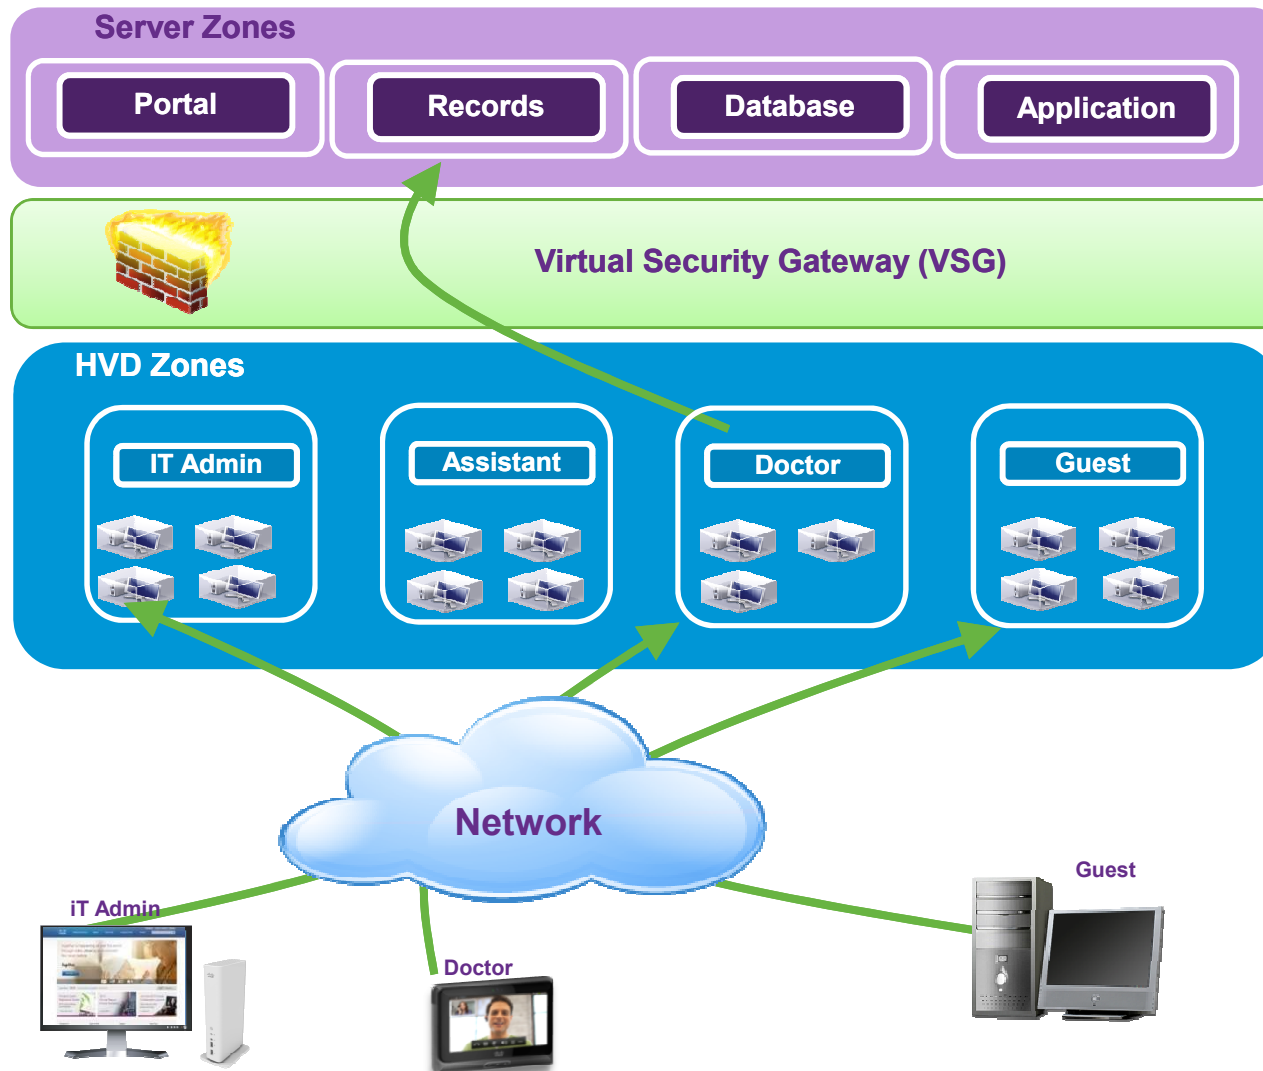 Server Zones
Portal
Records
Database
Application
Virtual Security Gateway (VSG)
HVD Zones
IT Admin
Assistant
Doctor
Guest
Network
Guest
iT Admin
Doctor